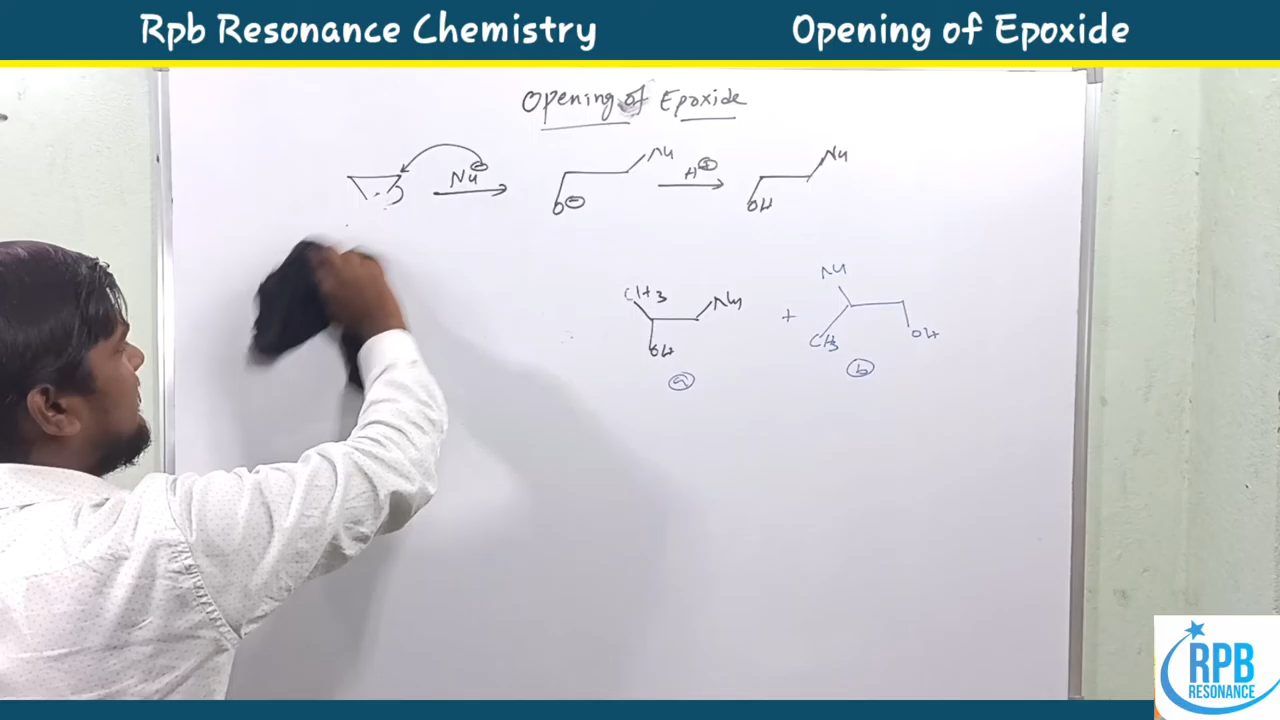 Rpb Resonance Chemistry
Opening of Epoxide
Opening of Epoxide
Nu⊖
O⊖
Nu
H⊕
OH
Nu
CH3
OH
Nu
ⓐ
+
Nu
CH3
OH
ⓑ
RPB
RESONANCE